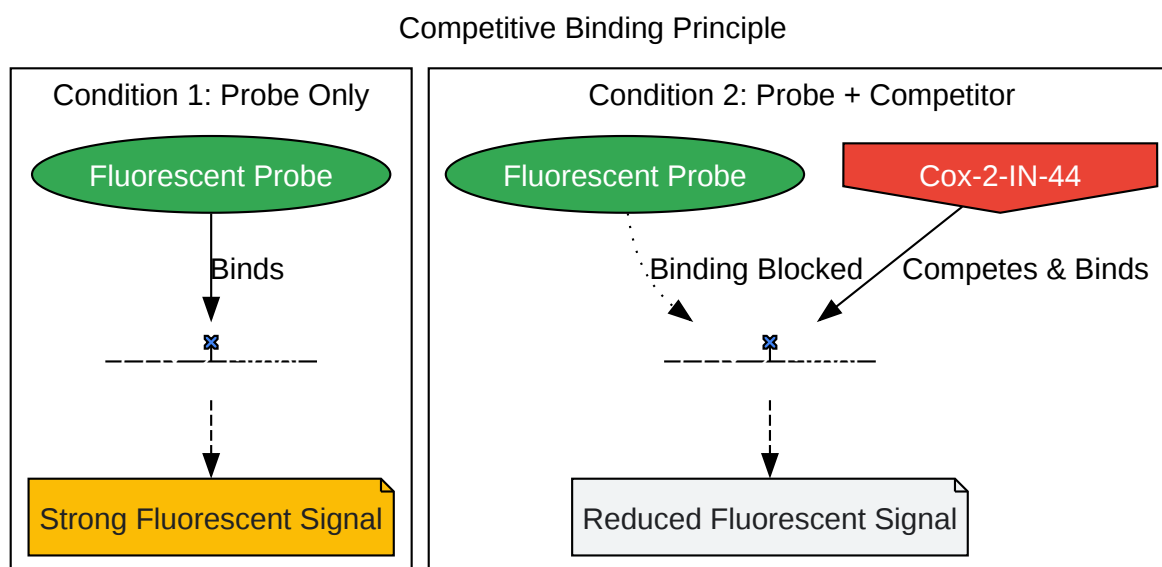 Competitive Binding Principle
Condition 1: Probe Only
Fluorescent Probe
Binds
Strong Fluorescent Signal
Condition 2: Probe + Competitor
Fluorescent Probe
Cox-2-IN-44
Binding Blocked
Competes & Binds
Reduced Fluorescent Signal